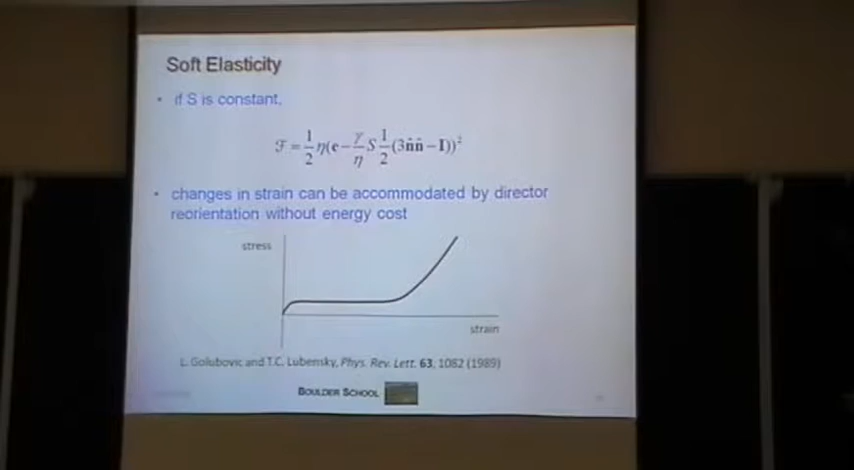 Soft Elasticity
• if S is constant,
ℱ = 1/2 η(e − γ/η S 1/2 (3n̂n̂ − I))²
• changes in strain can be accommodated by director
reorientation without energy cost
stress
strain
L. Golubovic and T.C. Lubensky, Phys. Rev. Lett. 63, 1082 (1989)
BOULDER SCHOOL